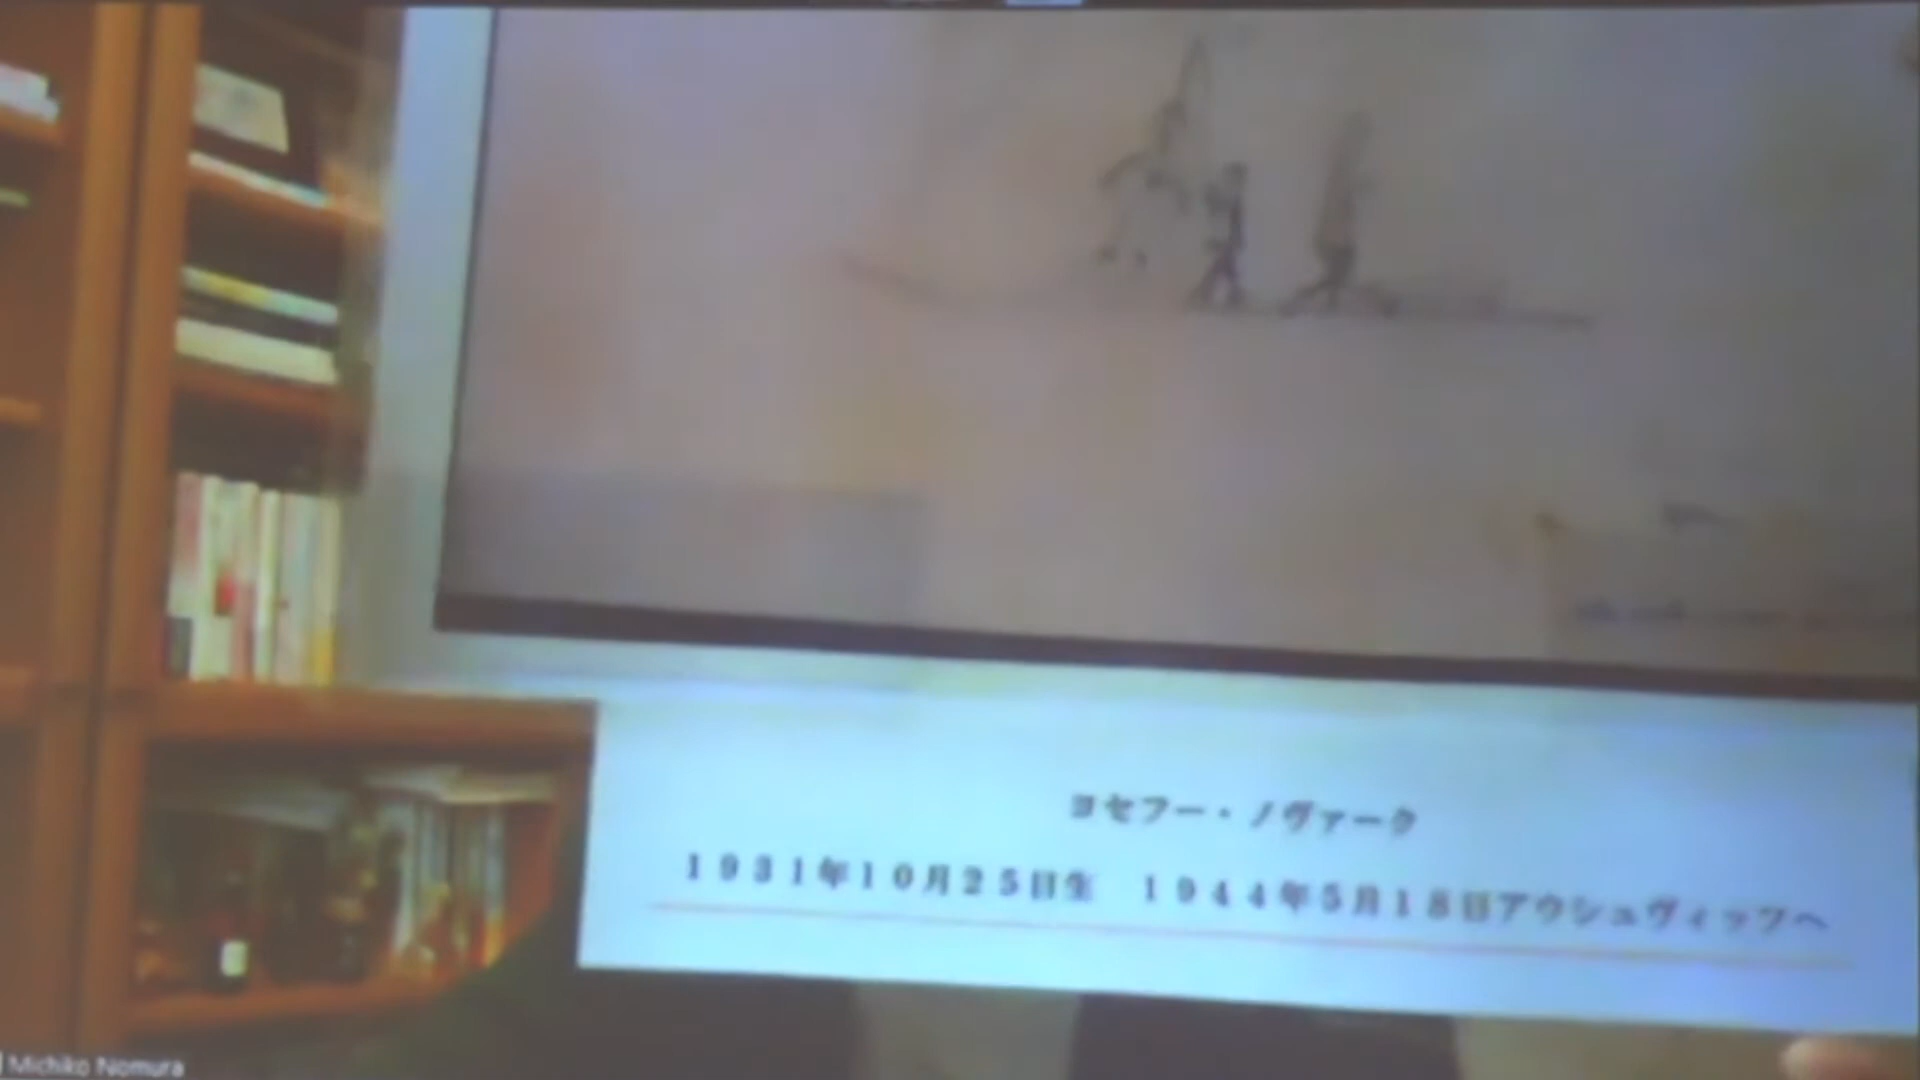 ヨセフー・ノヴァーク
1931年10月25日生　1944年5月18日アウシュヴィッツへ
Michiko Nomura